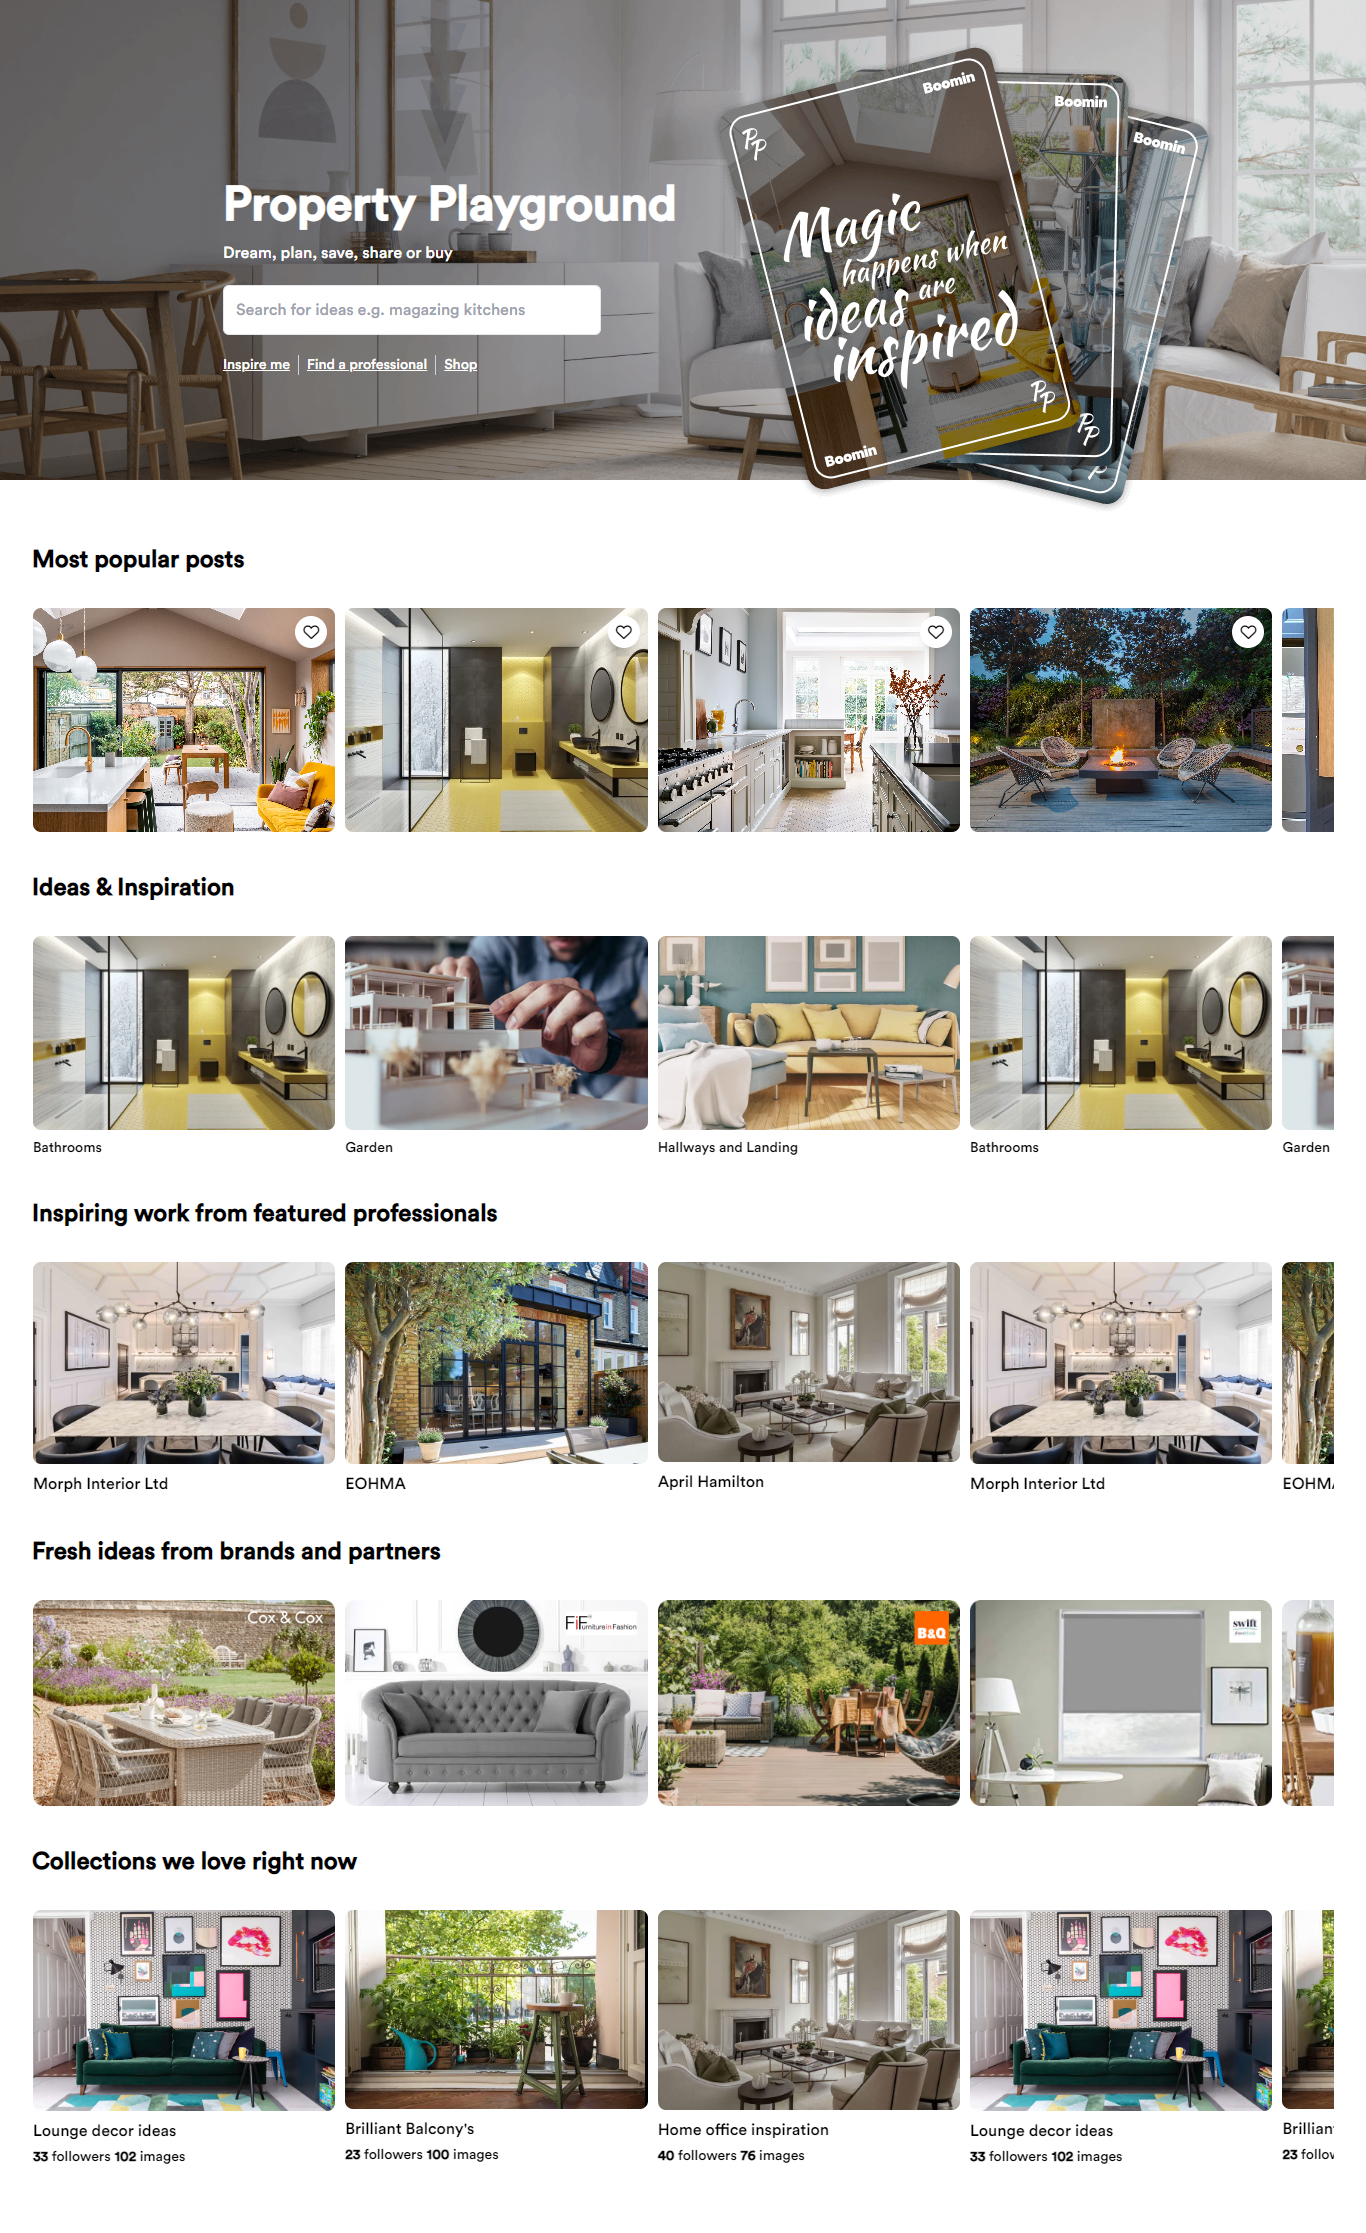 Boomin
Boomin
Boomin
PP
Magic
happens when
ideas are
inspired
PP
PP
Boomin
Property Playground
Dream, plan, save, share or buy
Search for ideas e.g. magazing kitchens
Inspire me | Find a professional | Shop
Most popular posts
Ideas & Inspiration
Bathrooms
Garden
Hallways and Landing
Bathrooms
Garden
Inspiring work from featured professionals
Morph Interior Ltd
EOHMA
April Hamilton
Morph Interior Ltd
EOHM
Fresh ideas from brands and partners
Cox & Cox
FiF urniture in Fashion
B&Q
swift
Collections we love right now
Lounge decor ideas
33 followers 102 images
Brilliant Balcony's
23 followers 100 images
Home office inspiration
40 followers 76 images
Lounge decor ideas
33 followers 102 images
Brillian
23 follow